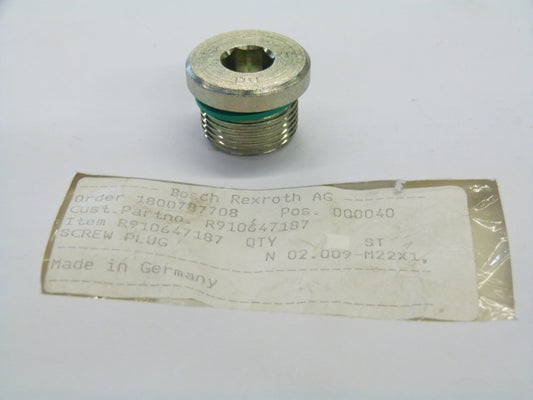 Bosch Rexroth AG
Order 1800787708 Pos. 000040
Cust.Partno. R910647187
Item R910647187 QTY ST
SCREW PLUG N 02.009-M22X1,
Made in Germany